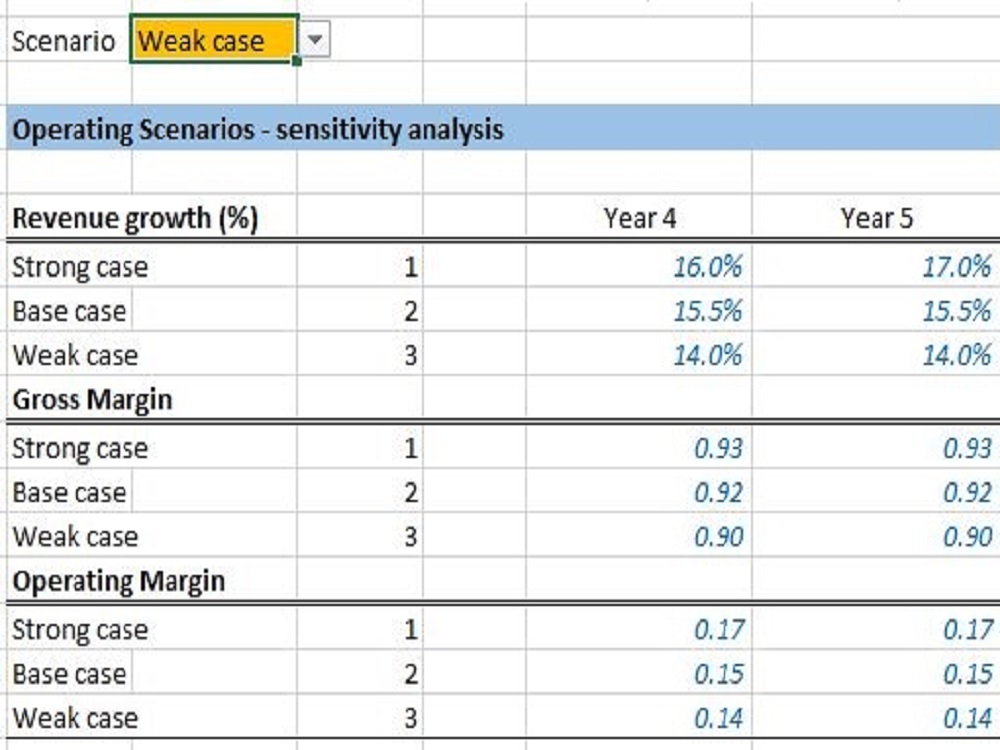 Scenario Weak case
Operating Scenarios - sensitivity analysis
Revenue growth (%) Year 4 Year 5
Strong case 1 16.0% 17.0%
Base case 2 15.5% 15.5%
Weak case 3 14.0% 14.0%
Gross Margin
Strong case 1 0.93 0.93
Base case 2 0.92 0.92
Weak case 3 0.90 0.90
Operating Margin
Strong case 1 0.17 0.17
Base case 2 0.15 0.15
Weak case 3 0.14 0.14